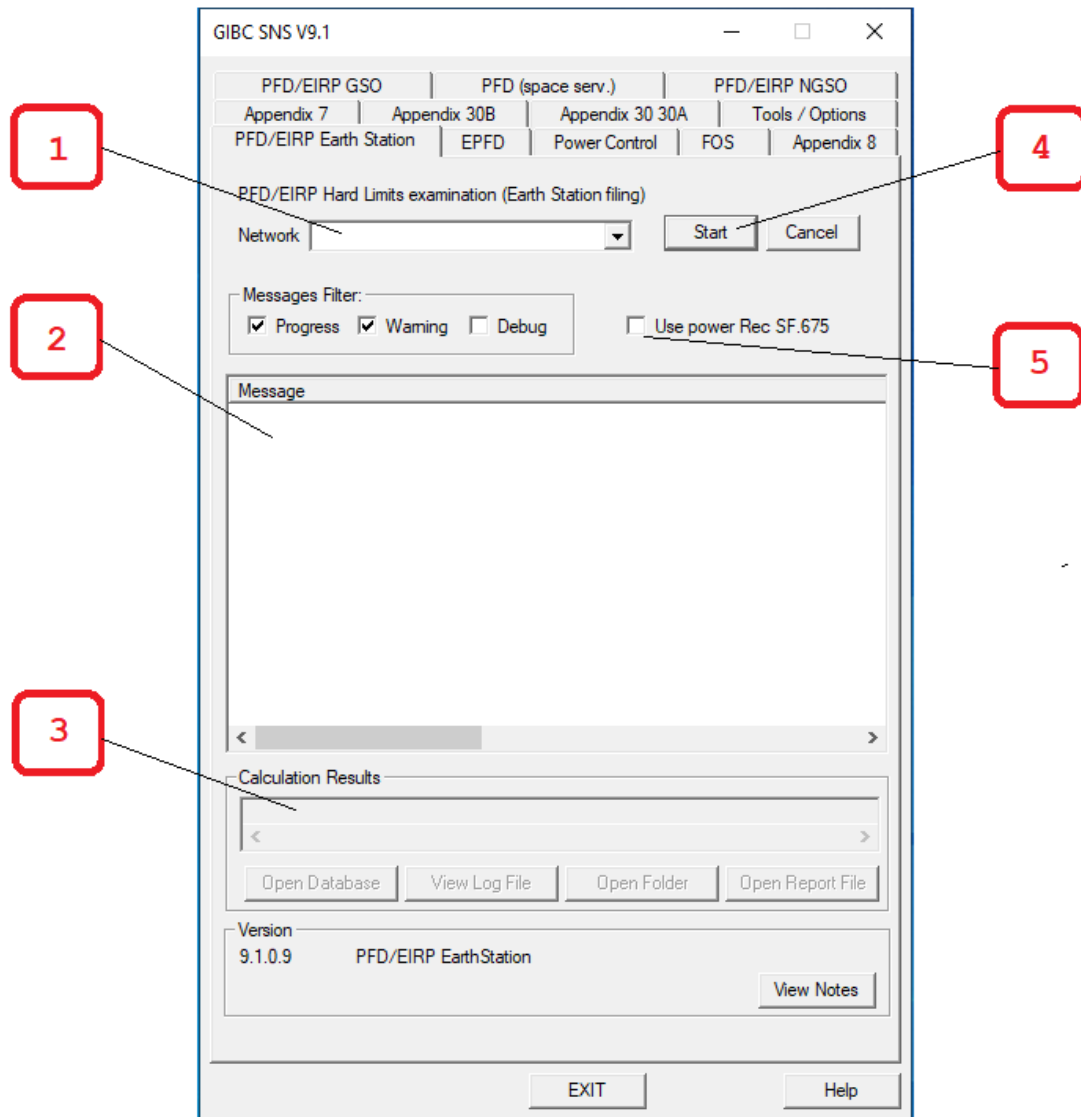 GIBC SNS V9.1
PFD/EIRP GSO PFD (space serv.) PFD/EIRP NGSO
Appendix 7 Appendix 30B Appendix 30 30A Tools / Options
PFD/EIRP Earth Station EPFD Power Control FOS Appendix 8
1
4
PFD/EIRP Hard Limits examination (Earth Station filing)
Network Start Cancel
Messages Filter:
Progress Warning Debug Use power Rec SF.675
2
5
Message
3
Calculation Results
Open Database View Log File Open Folder Open Report File
Version
9.1.0.9 PFD/EIRP EarthStation
View Notes
EXIT Help